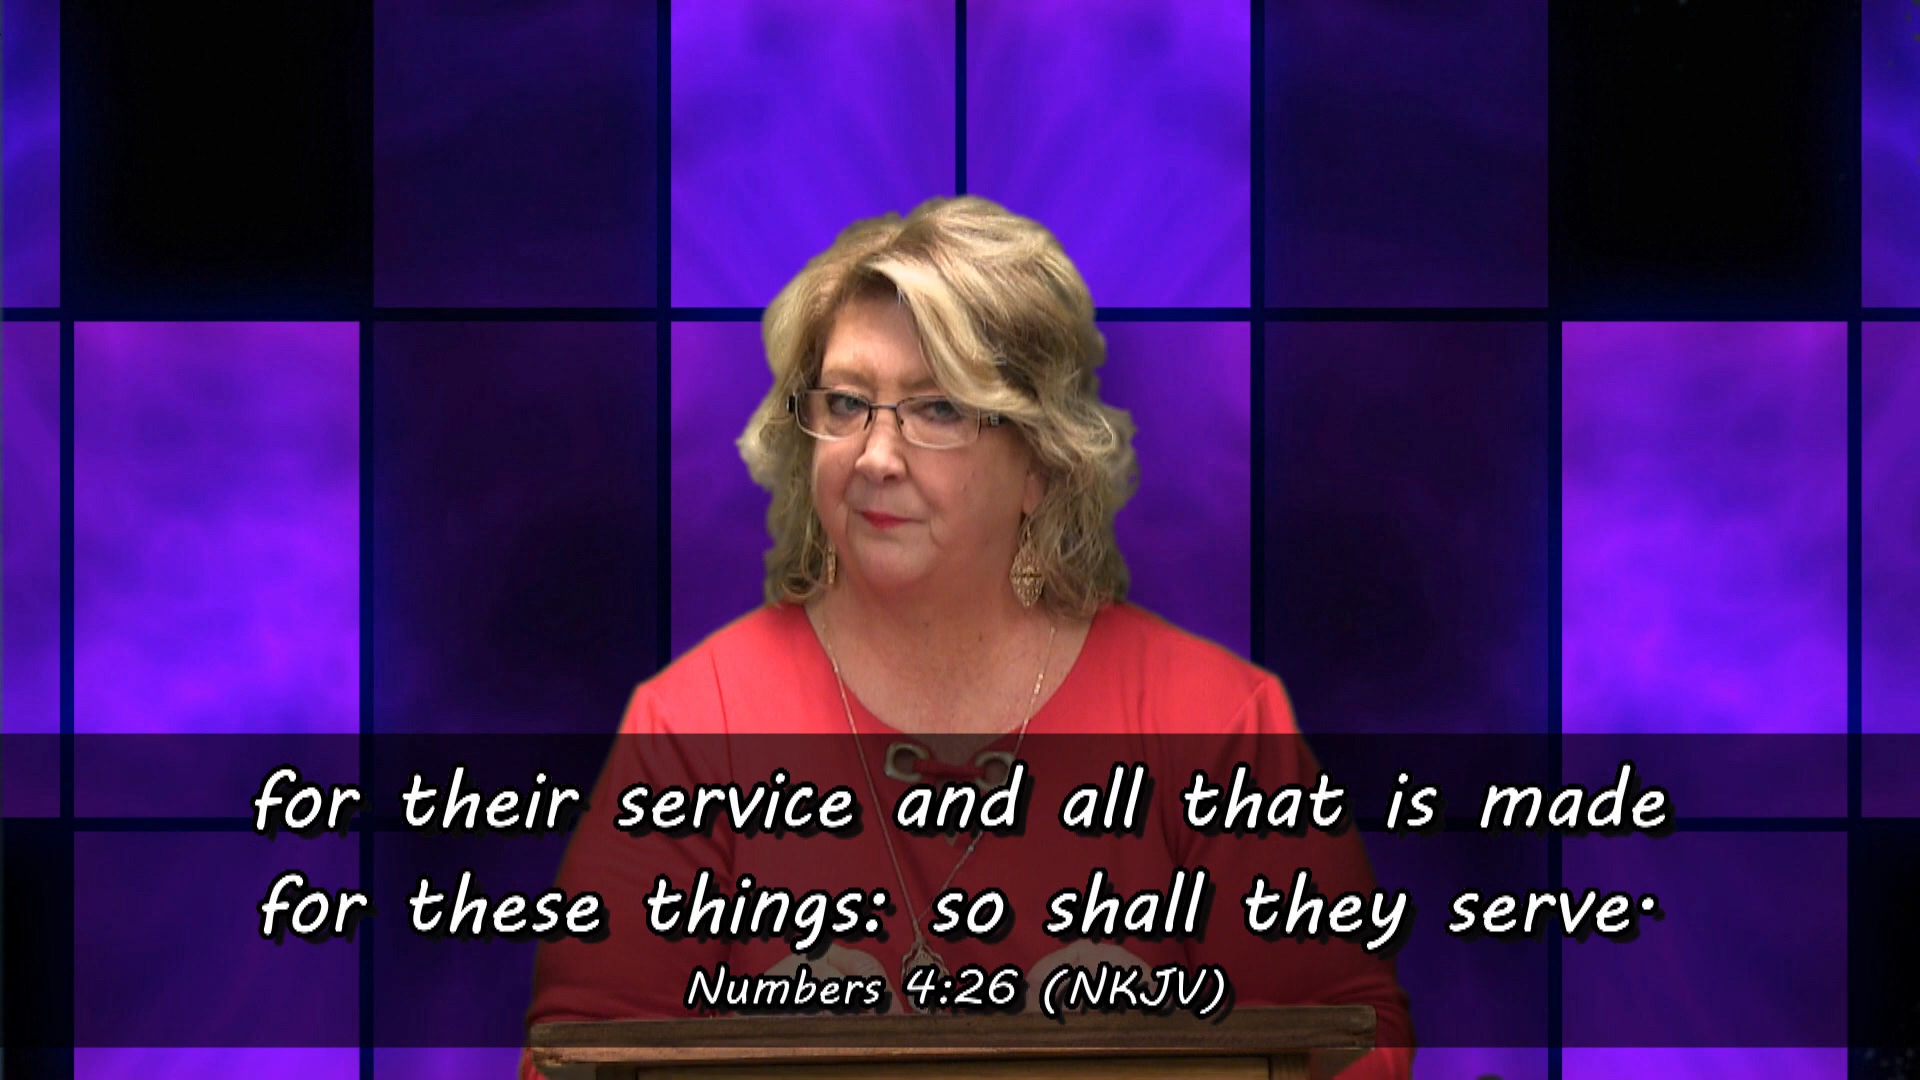 for their service and all that is made
for these things: so shall they serve.
Numbers 4:26 (NKJV)